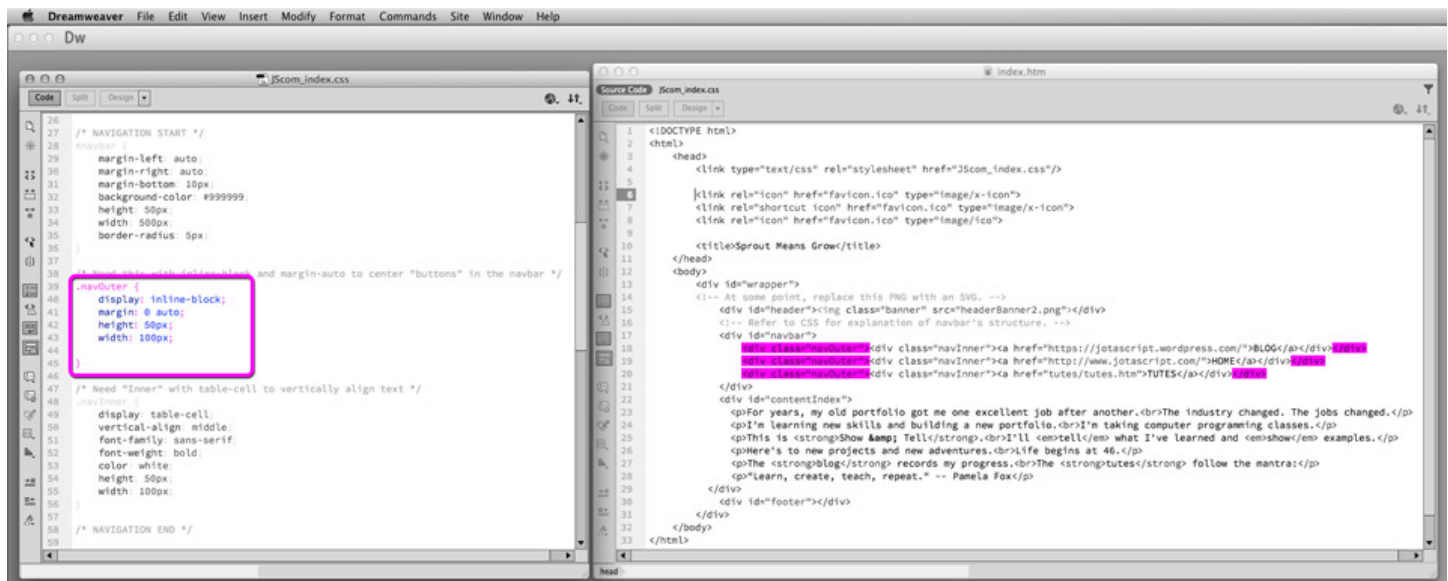 Dreamweaver File Edit View Insert Modify Format Commands Site Window Help
Dw
JScom_index.css
Code Split Design
26
27 /* NAVIGATION START */
28 #navbar {
29 margin-left: auto;
30 margin-right: auto;
31 margin-bottom: 10px;
32 background-color: #999999;
33 height: 50px;
34 width: 500px;
35 border-radius: 5px;
36 }
37
38 /* Need this with inline-block and margin-auto to center "buttons" in the navbar */
39 .navOuter {
40 display: inline-block;
41 margin: 0 auto;
42 height: 50px;
43 width: 100px;
44
45 }
46
47 /* Need "Inner" with table-cell to vertically align text */
48 .navInner {
49 display: table-cell;
50 vertical-align: middle;
51 font-family: sans-serif;
52 font-weight: bold;
53 color: white;
54 height: 50px;
55 width: 100px;
56 }
57
58 /* NAVIGATION END */
59
index.htm
Source Code JScom_index.css
Code Split Design
1 <!DOCTYPE html>
2 <html>
3 <head>
4 <link type="text/css" rel="stylesheet" href="JScom_index.css"/>
5
6 <link rel="icon" href="favicon.ico" type="image/x-icon">
7 <link rel="shortcut icon" href="favicon.ico" type="image/x-icon">
8 <link rel="icon" href="favicon.ico" type="image/ico">
9
10 <title>Sprout Means Grow</title>
11 </head>
12 <body>
13 <div id="wrapper">
14 <!-- At some point, replace this PNG with an SVG. -->
15 <div id="header"><img class="banner" src="headerBanner2.png"></div>
16 <!-- Refer to CSS for explanation of navbar's structure. -->
17 <div id="navbar">
18 <div class="navOuter"><div class="navInner"><a href="https://jotascript.wordpress.com/">BLOG</a></div></div>
19 <div class="navOuter"><div class="navInner"><a href="http://www.jotascript.com/">HOME</a></div></div>
20 <div class="navOuter"><div class="navInner"><a href="tutes/tutes.htm">TUTES</a></div></div>
21 </div>
22 <div id="contentIndex">
23 <p>For years, my old portfolio got me one excellent job after another.<br>The industry changed. The jobs changed.</p>
24 <p>I'm learning new skills and building a new portfolio.<br>I'm taking computer programming classes.</p>
25 <p>This is <strong>Show &amp; Tell</strong>.<br>I'll <em>tell</em> what I've learned and <em>show</em> examples.</p>
26 <p>Here's to new projects and new adventures.<br>Life begins at 46.</p>
27 <p>The <strong>blog</strong> records my progress.<br>The <strong>tutes</strong> follow the mantra:</p>
28 <p>"Learn, create, teach, repeat." -- Pamela Fox</p>
29 </div>
30 <div id="footer"></div>
31 </div>
32 </body>
33 </html>
head